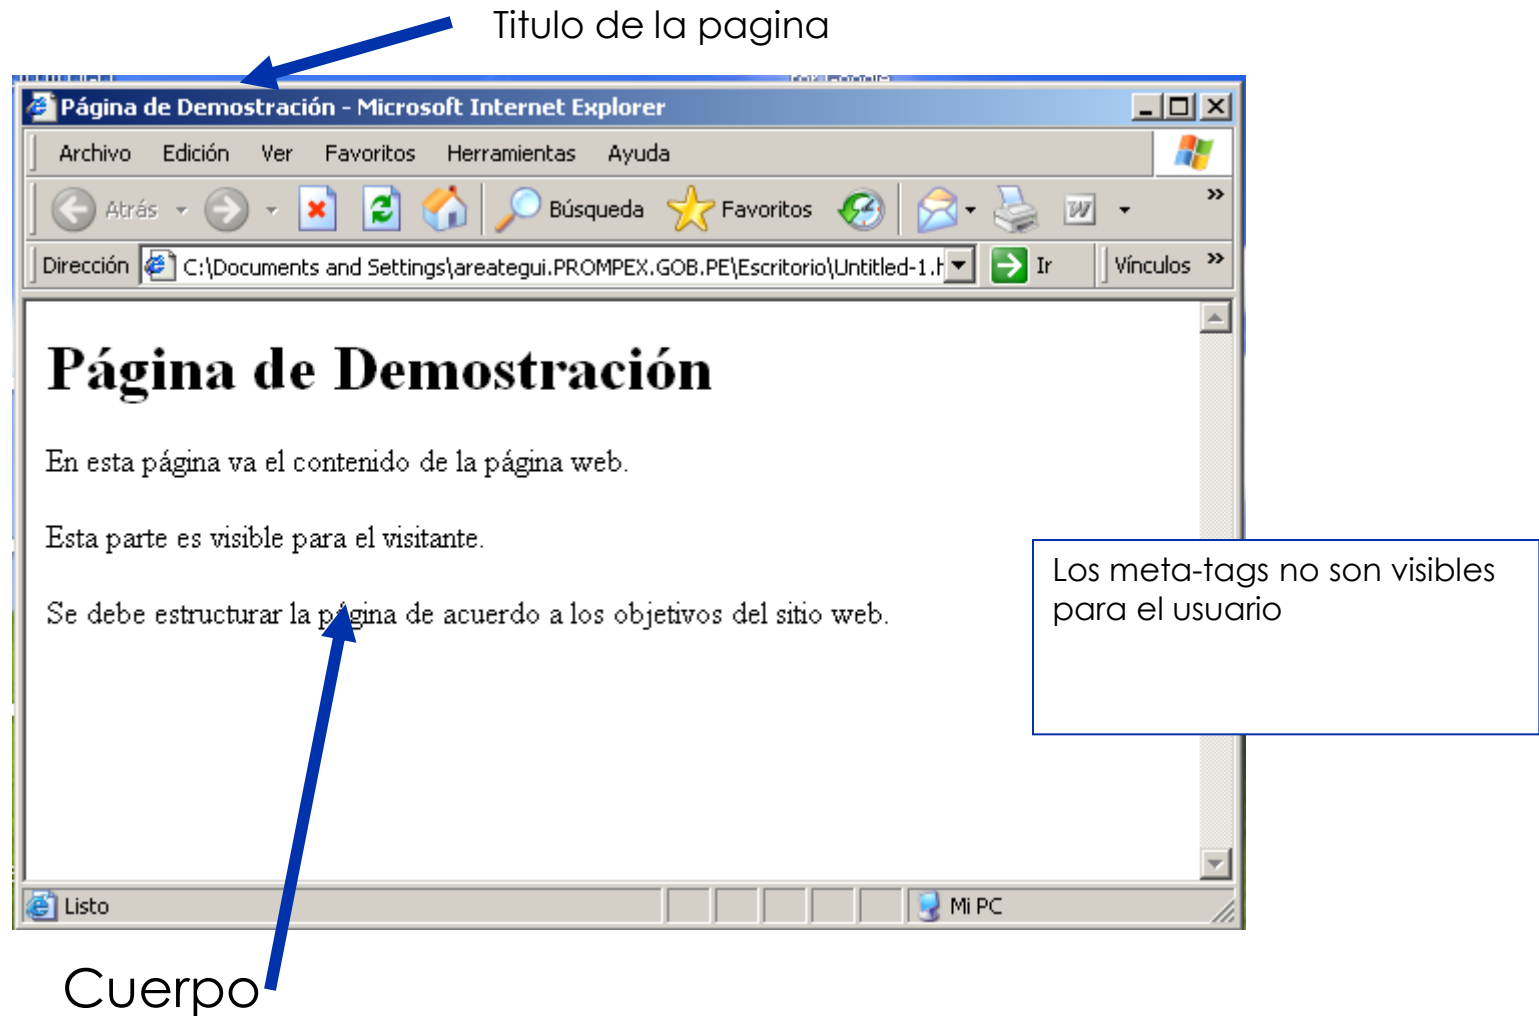 Titulo de la pagina
Página de Demostración - Microsoft Internet Explorer
Archivo Edición Ver Favoritos Herramientas Ayuda
Atrás Búsqueda Favoritos W »
Dirección C:\Documents and Settings\areategui.PROMPEX.GOB.PE\Escritorio\Untitled-1.h Ir Vínculos »
Página de Demostración
En esta página va el contenido de la página web.
Esta parte es visible para el visitante.
Se debe estructurar la página de acuerdo a los objetivos del sitio web.
Los meta-tags no son visibles
para el usuario
Listo Mi PC
Cuerpo